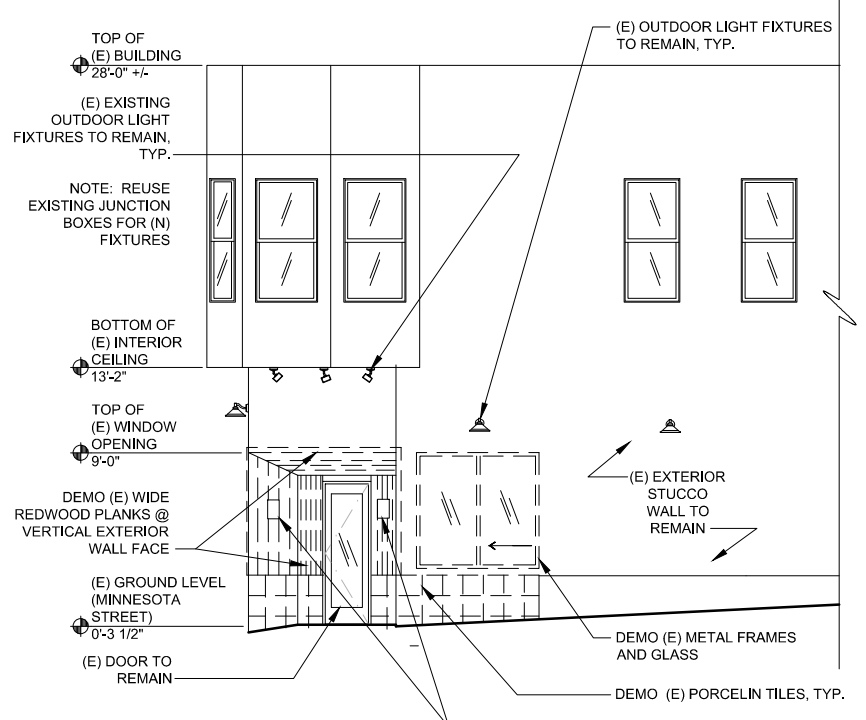 (E) OUTDOOR LIGHT FIXTURES
TO REMAIN, TYP.
TOP OF
(E) BUILDING
28'-0" +/-
(E) EXISTING
OUTDOOR LIGHT
FIXTURES TO REMAIN,
TYP.
NOTE: REUSE
EXISTING JUNCTION
BOXES FOR (N)
FIXTURES
BOTTOM OF
(E) INTERIOR
CEILING
13'-2"
TOP OF
(E) WINDOW
OPENING
9'-0"
(E) EXTERIOR
STUCCO
WALL TO
REMAIN
DEMO (E) WIDE
REDWOOD PLANKS @
VERTICAL EXTERIOR
WALL FACE
(E) GROUND LEVEL
(MINNESOTA
STREET)
0'-3 1/2"
DEMO (E) METAL FRAMES
AND GLASS
(E) DOOR TO
REMAIN
DEMO (E) PORCELIN TILES, TYP.